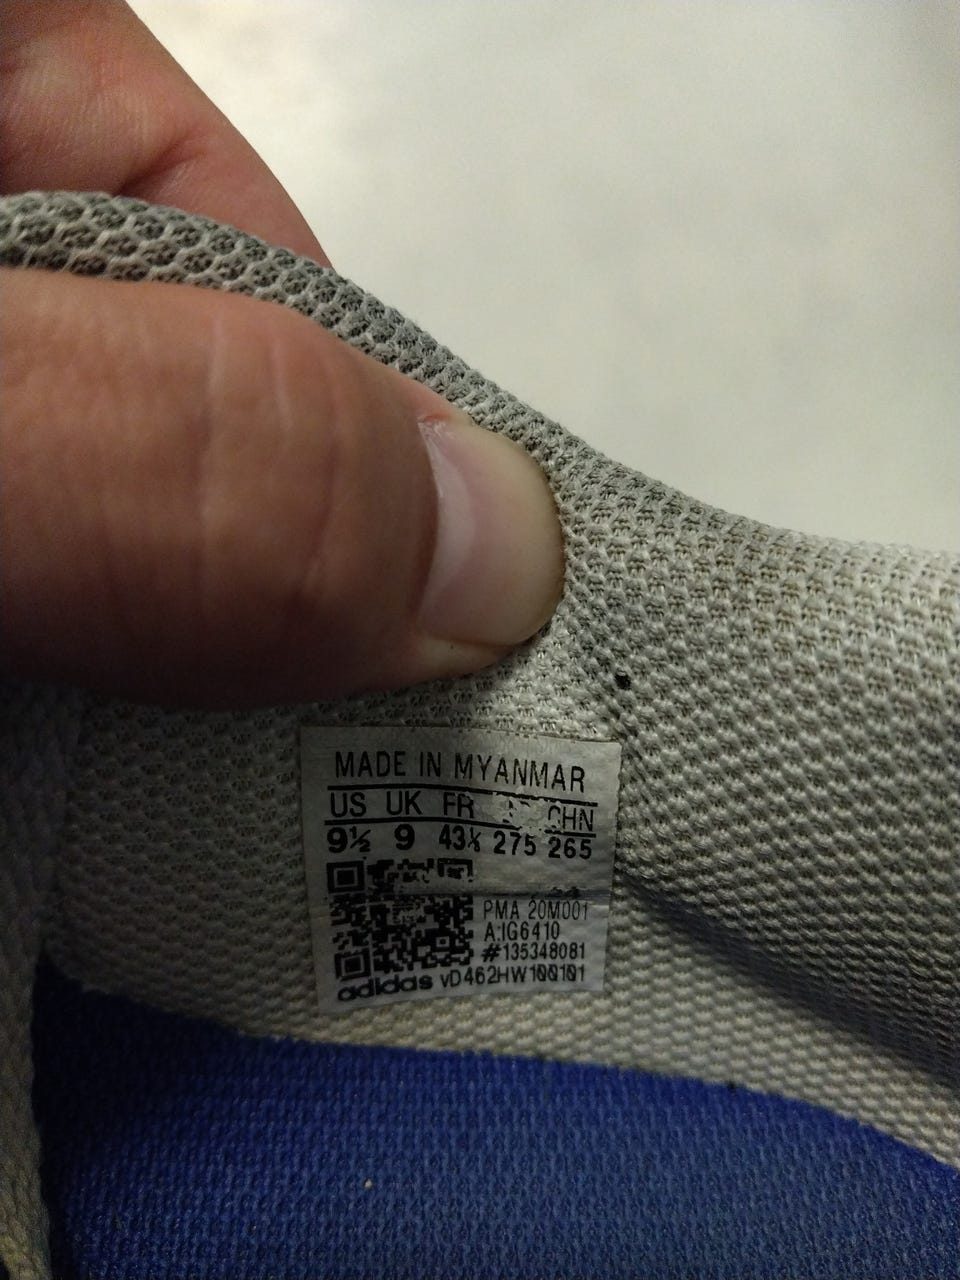 MADE IN MYANMAR
US UK FR CHN
9½ 9 43⅓ 275 265
PMA 20M001
A:IG6410
#135348081
adidas vD462HW100101